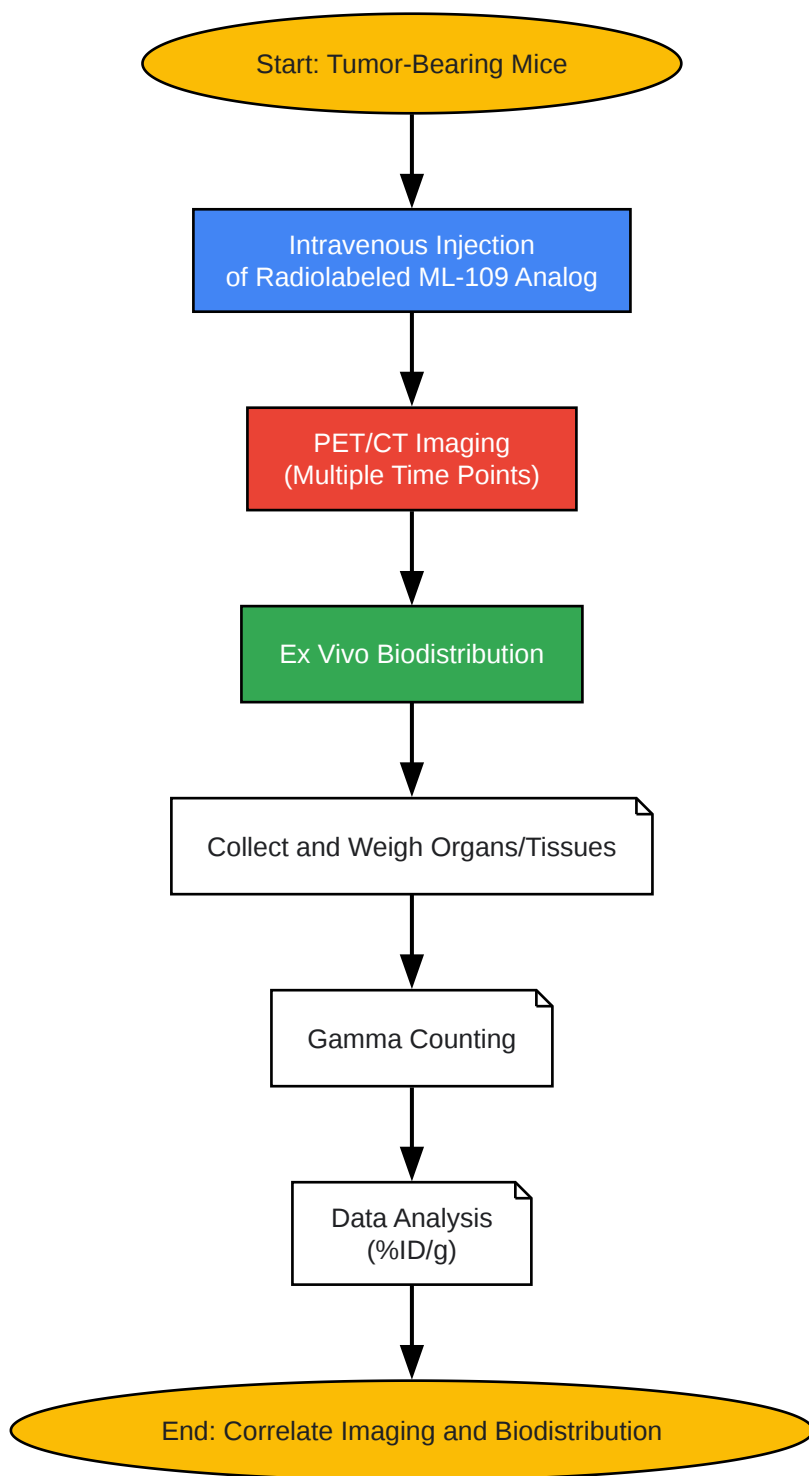 Start: Tumor-Bearing Mice
Intravenous Injection
of Radiolabeled ML-109 Analog
PET/CT Imaging
(Multiple Time Points)
Ex Vivo Biodistribution
Collect and Weigh Organs/Tissues
Gamma Counting
Data Analysis
(%ID/g)
End: Correlate Imaging and Biodistribution